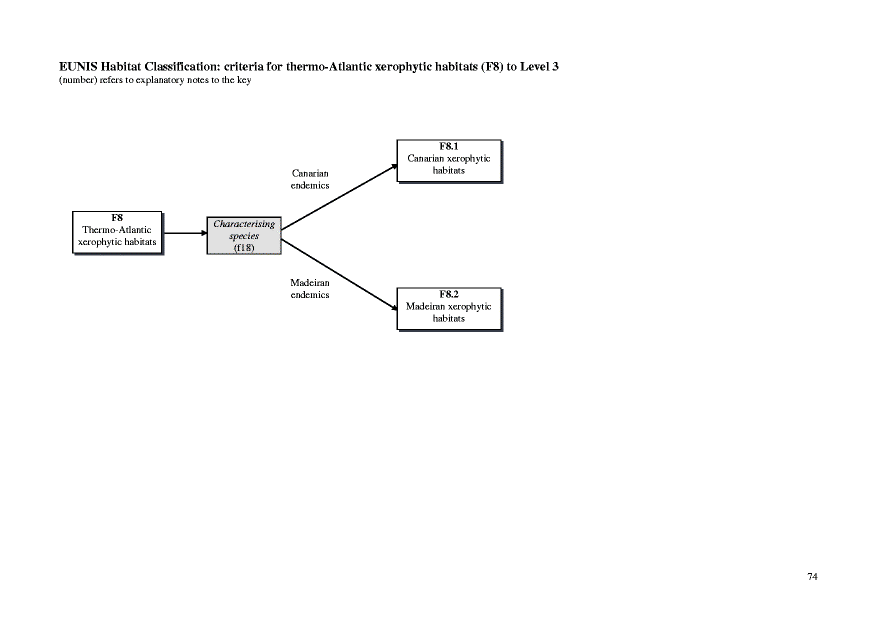 EUNIS Habitat Classification: criteria for thermo-Atlantic xerophytic habitats (F8) to Level 3
(number) refers to explanatory notes to the key
F8.1
Canarian xerophytic
habitats
Canarian
endemics
F8
Thermo-Atlantic
xerophytic habitats
Characterising
species
(f18)
Madeiran
endemics
F8.2
Madeiran xerophytic
habitats
74